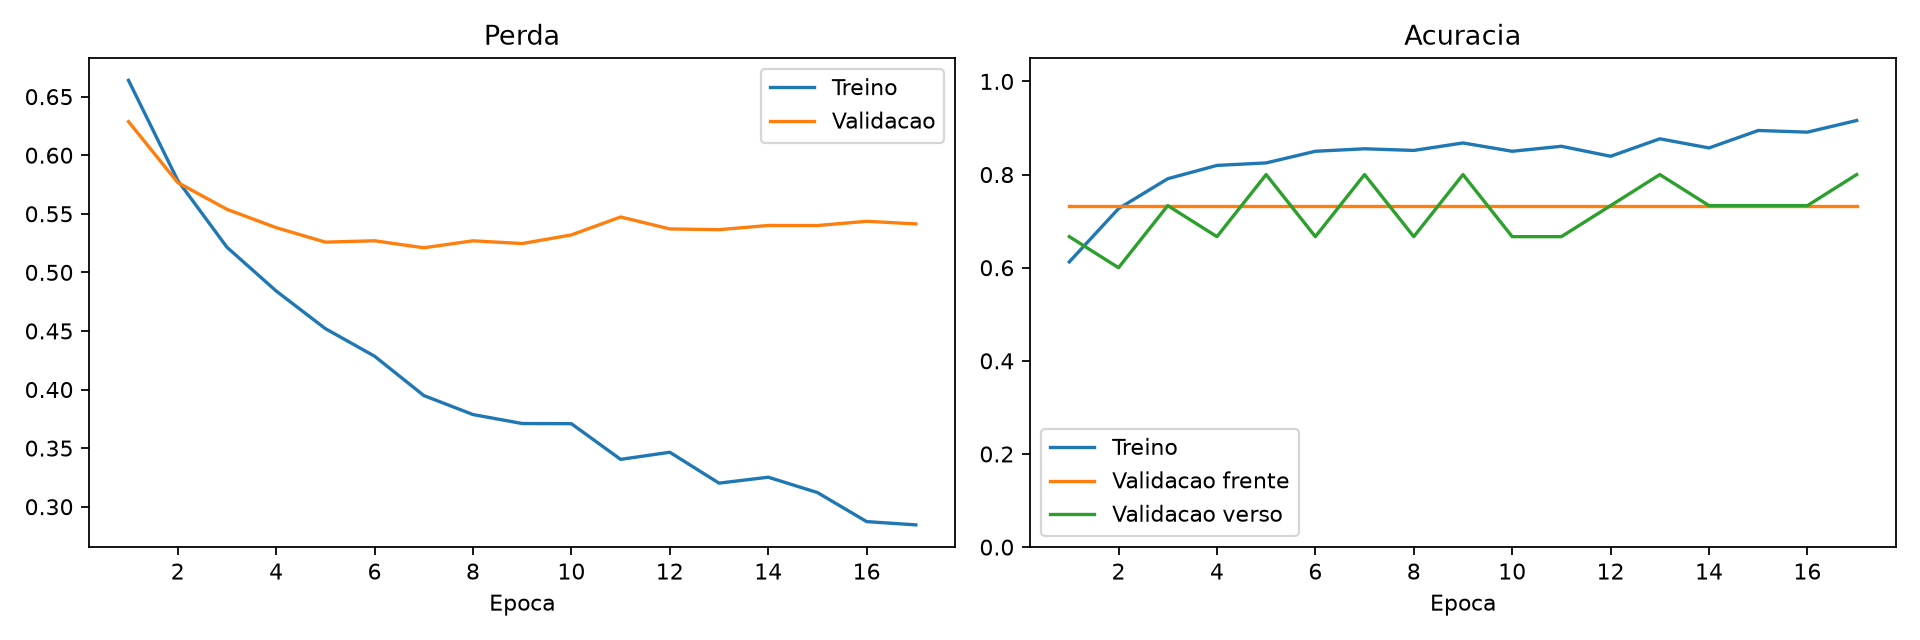 Perda
0.65
0.60
0.55
0.50
0.45
0.40
0.35
0.30
Treino
Validacao
2 4 6 8 10 12 14 16
Epoca
Acuracia
1.0
0.8
0.6
0.4
0.2
0.0
Treino
Validacao frente
Validacao verso
2 4 6 8 10 12 14 16
Epoca